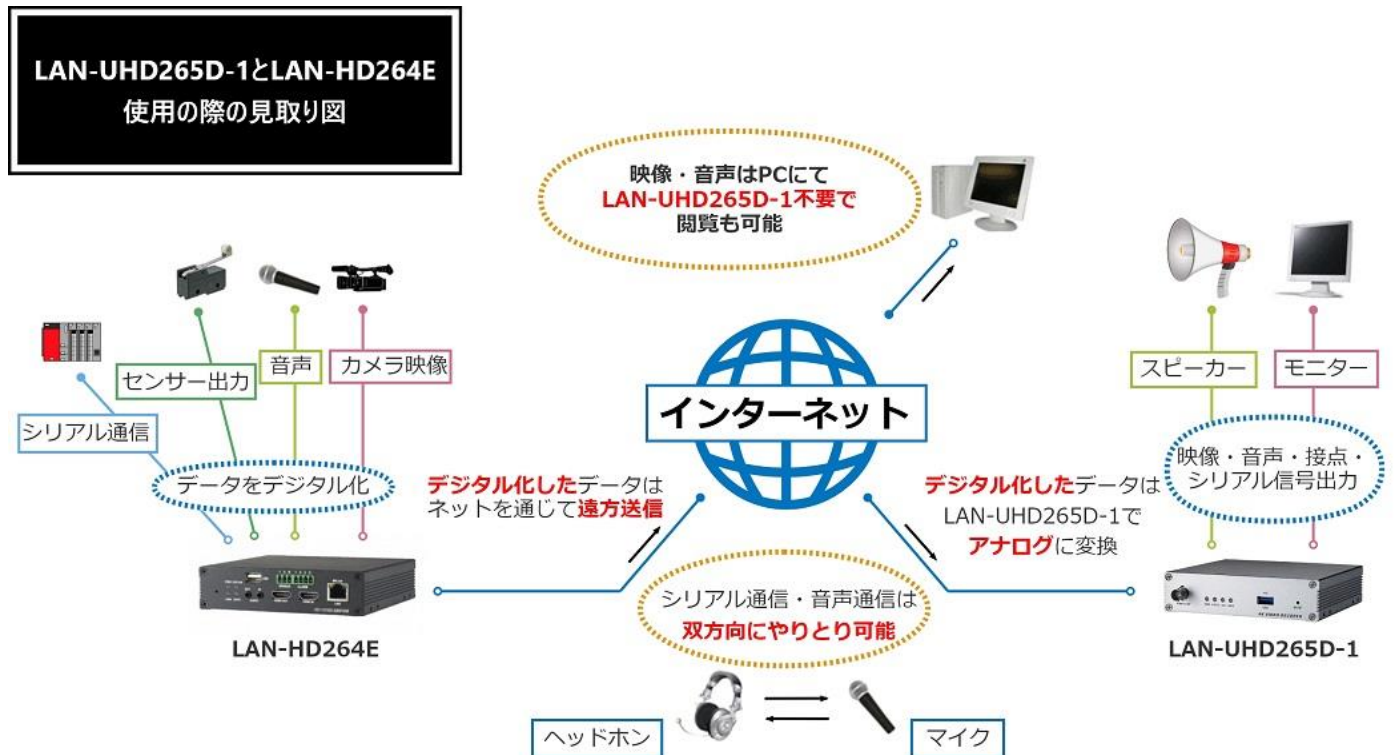 LAN-UHD265D-1とLAN-HD264E
使用の際の見取り図
映像・音声はPCにて
LAN-UHD265D-1不要で
閲覧も可能
センサー出力
音声
カメラ映像
シリアル通信
データをデジタル化
スピーカー
モニター
インターネット
映像・音声・接点・
シリアル信号出力
デジタル化したデータは
ネットを通じて遠方送信
デジタル化したデータは
LAN-UHD265D-1で
アナログに変換
シリアル通信・音声通信は
双方向にやりとり可能
LAN-HD264E
LAN-UHD265D-1
ヘッドホン
マイク